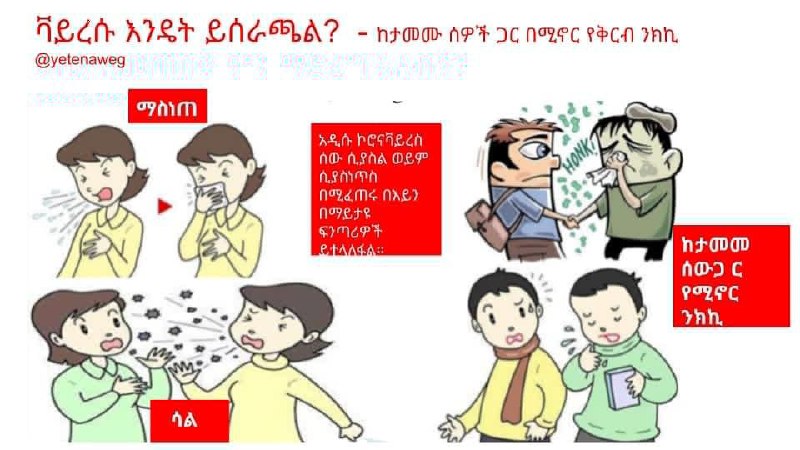 ቫይረሱ እንዴት ይሰራጫል? - ከታመሙ ሰዎች ጋር በሚኖር የቅርብ ንክኪ
@yetenaweg
ማስነጠ
አዲሱ ኮሮናቫይረስ
ሰው ሲያስል ወይም
ሲያስነጥስ
በሚፈጠሩ በአይን
በማይታዩ
ፍንጣሪዎች
ይተላለፋል።
HONK!
ከታመመ
ሰውጋ ር
የሚኖር
ንክኪ
ሳል